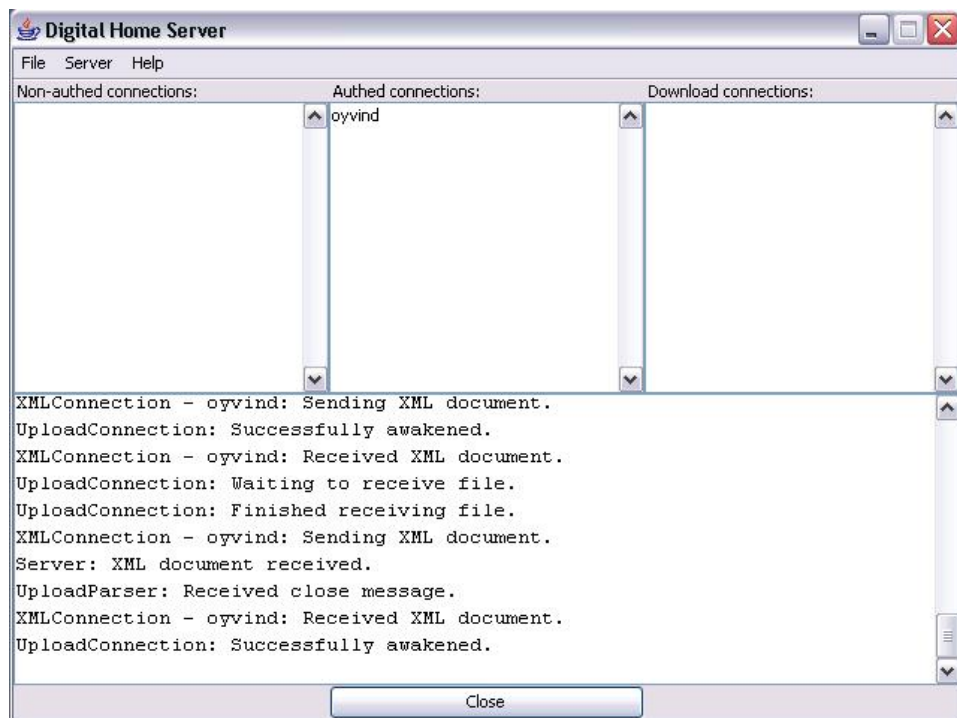 Digital Home Server
File Server Help
Non-authed connections: Authed connections: Download connections:
oyvind
XMLConnection - oyvind: Sending XML document.
UploadConnection: Successfully awakened.
XMLConnection - oyvind: Received XML document.
UploadConnection: Waiting to receive file.
UploadConnection: Finished receiving file.
XMLConnection - oyvind: Sending XML document.
Server: XML document received.
UploadParser: Received close message.
XMLConnection - oyvind: Received XML document.
UploadConnection: Successfully awakened.
Close